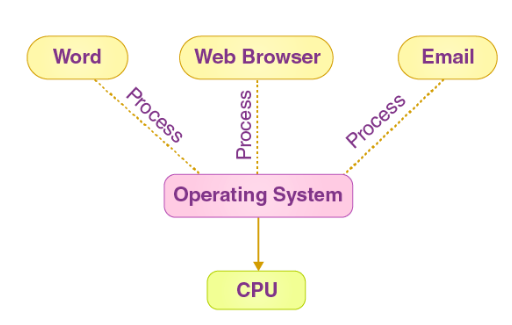 Word
Web Browser
Email
Process
Process
Process
Operating System
CPU